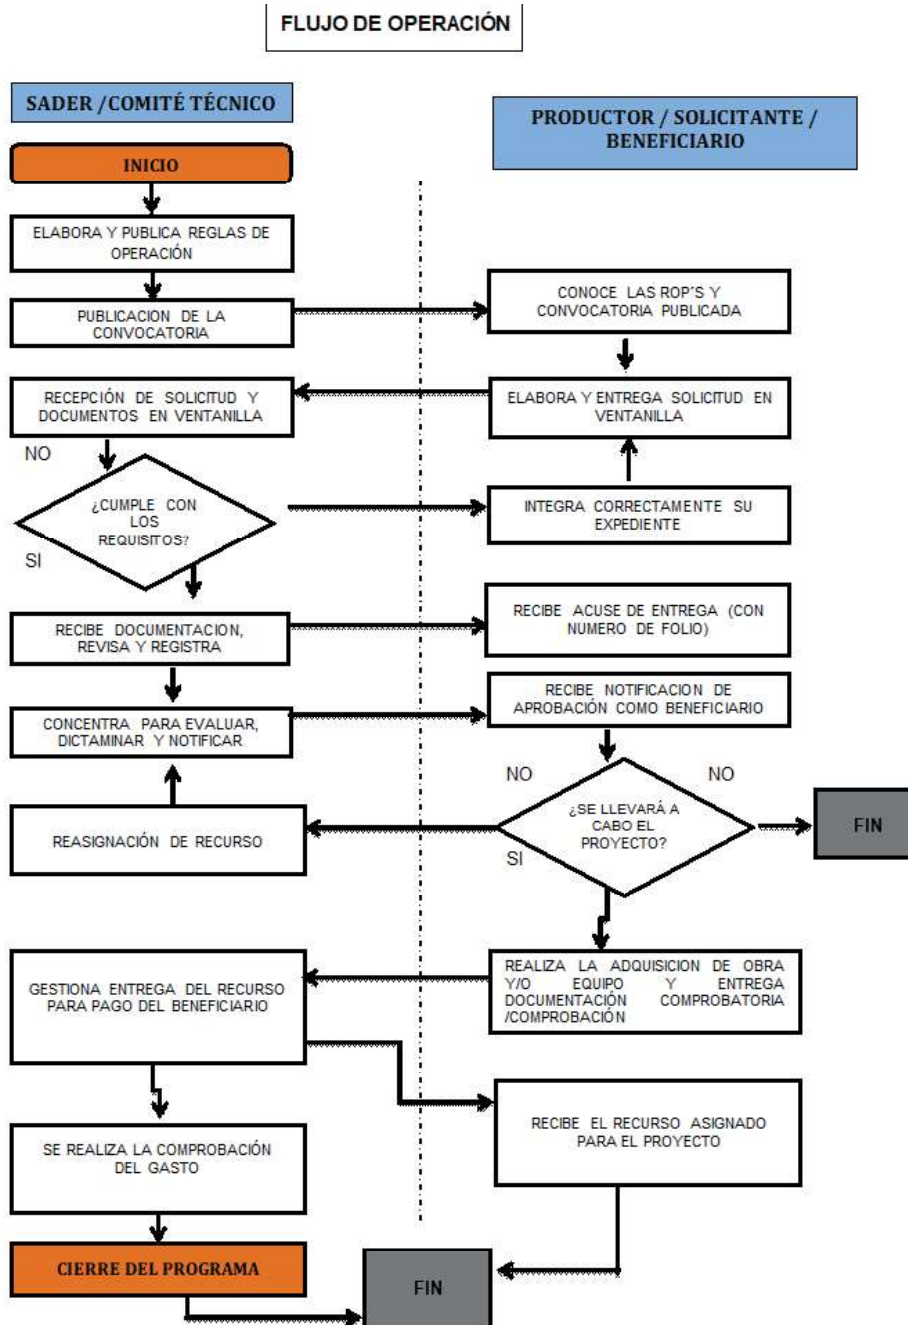 FLUJO DE OPERACIÓN
SADER /COMITÉ TÉCNICO
PRODUCTOR / SOLICITANTE /
BENEFICIARIO
INICIO
ELABORA Y PUBLICA REGLAS DE
OPERACIÓN
PUBLICACION DE LA
CONVOCATORIA
CONOCE LAS ROP´S Y
CONVOCATORIA PUBLICADA
RECEPCIÓN DE SOLICITUD Y
DOCUMENTOS EN VENTANILLA
ELABORA Y ENTREGA SOLICITUD EN
VENTANILLA
NO
¿CUMPLE CON
LOS
REQUISITOS?
SI
INTEGRA CORRECTAMENTE SU
EXPEDIENTE
RECIBE DOCUMENTACION,
REVISA Y REGISTRA
RECIBE ACUSE DE ENTREGA (CON
NUMERO DE FOLIO)
CONCENTRA PARA EVALUAR,
DICTAMINAR Y NOTIFICAR
RECIBE NOTIFICACION DE
APROBACIÓN COMO BENEFICIARIO
NO
NO
¿SE LLEVARÁ A
CABO EL
PROYECTO?
SI
FIN
REASIGNACIÓN DE RECURSO
GESTIONA ENTREGA DEL RECURSO
PARA PAGO DEL BENEFICIARIO
REALIZA LA ADQUISICION DE OBRA
Y/O EQUIPO Y ENTREGA
DOCUMENTACIÓN COMPROBATORIA
/COMPROBACIÓN
SE REALIZA LA COMPROBACIÓN
DEL GASTO
RECIBE EL RECURSO ASIGNADO
PARA EL PROYECTO
CIERRE DEL PROGRAMA
FIN